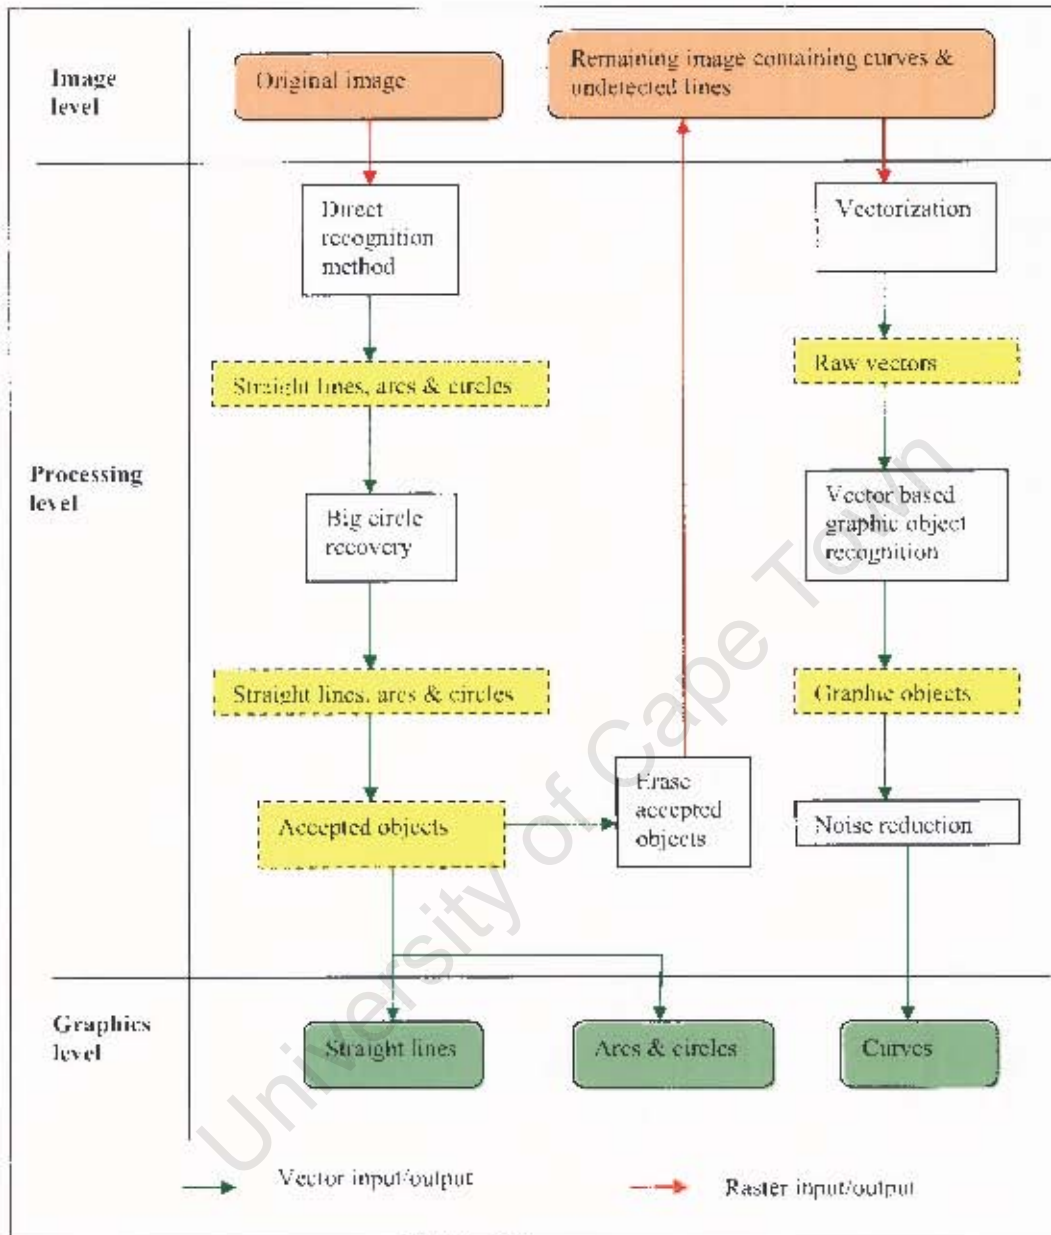 Image
level
Original image
Remaining image containing curves &
undetected lines
Processing
level
Direct
recognition
method
Straight lines, arcs & circles
Big circle
recovery
Straight lines, arcs & circles
Accepted objects
Erase
accepted
objects
Vectorization
Raw vectors
Vector based
graphic object
recognition
Graphic objects
Noise reduction
Graphics
level
Straight lines
Arcs & circles
Curves
Vector input/output
Raster input/output
University of Cape Town